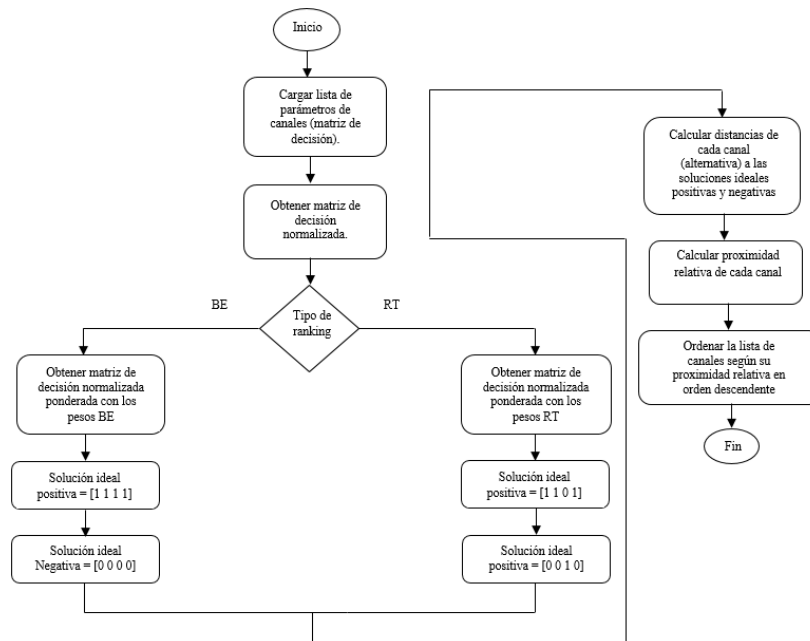 Inicio
Cargar lista de
parámetros de
canales (matriz de
decisión).
Obtener matriz de
decisión
normalizada.
BE
Tipo de
ranking
RT
Obtener matriz de
decisión normalizada
ponderada con los
pesos BE
Solución ideal
positiva = [1 1 1 1]
Solución ideal
Negativa = [0 0 0 0]
Obtener matriz de
decisión normalizada
ponderada con los
pesos RT
Solución ideal
positiva = [1 1 0 1]
Solución ideal
positiva = [0 0 1 0]
Calcular distancias de
cada canal
(alternativa) a las
soluciones ideales
positivas y negativas
Calcular proximidad
relativa de cada canal
Ordenar la lista de
canales según su
proximidad relativa en
orden descendente
Fin